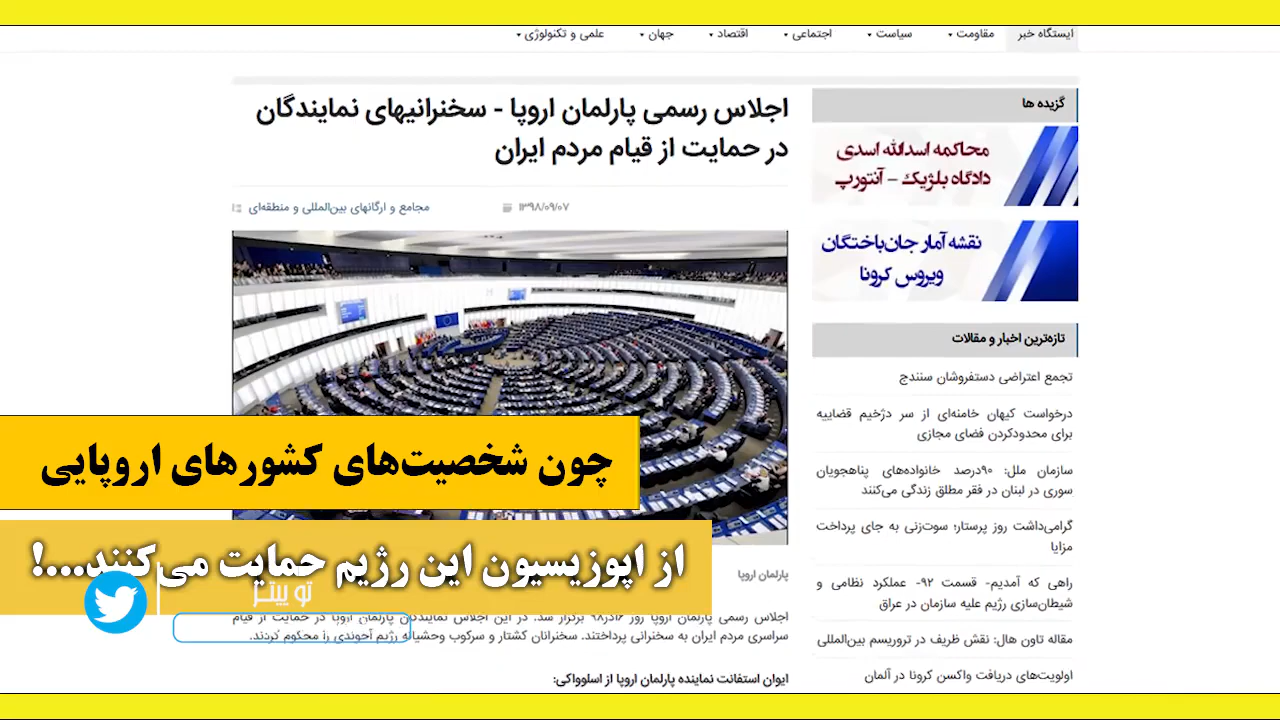 ایستگاه خبر
مقاومت
سیاست
اجتماعی
اقتصاد
جهان
علمی و تکنولوژی
اجلاس رسمی پارلمان اروپا - سخنرانیهای نمایندگان
در حمایت از قیام مردم ایران
۱۳۹۸/۰۹/۰۷
مجامع و ارگانهای بین‌المللی و منطقه‌ای
گزیده ها
محاکمه اسدالله اسدی
دادگاه بلژیک – آنتورپ
نقشه آمار جان‌باختگان
ویروس کرونا
تازه‌ترین اخبار و مقالات
تجمع اعتراضی دستفروشان سنندج
درخواست کیهان خامنه‌ای از سر دژخیم قضاییه
برای محدودکردن فضای مجازی
سازمان ملل: ۹۰درصد خانواده‌های پناهجویان
سوری در لبنان در فقر مطلق زندگی می‌کنند
گرامی‌داشت روز پرستار؛ سوت‌زنی به جای پرداخت
مزایا
راهی که آمدیم- قسمت ۹۲- عملکرد نظامی و
شیطان‌سازی رژیم علیه سازمان در عراق
مقاله تاون هال: نقش ظریف در تروریسم بین‌المللی
اولویت‌های دریافت واکسن کرونا در آلمان
چون شخصیت‌های کشورهای اروپایی
از اپوزیسیون این رژیم حمایت می‌کنند...!
تو ییتر
پارلمان اروپا
اجلاس رسمی پارلمان اروپا روز ۶آذر۹۸ برگزار شد. در این اجلاس نمایندگان پارلمان اروپا در حمایت از قیام
سراسری مردم ایران به سخنرانی پرداختند. سخنرانان کشتار و سرکوب وحشیانه رژیم آخوندی را محکوم کردند.
ایوان استفانت نماینده پارلمان اروپا از اسلوواکی: